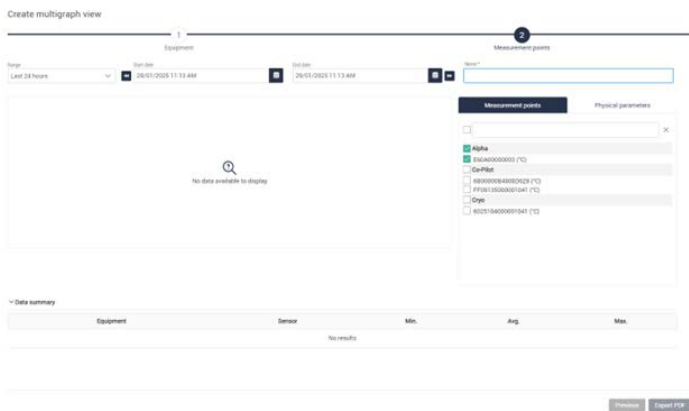 Create multigraph view
1
2
Equipment
Measurement points
Range
Start date
End date
Name *
Last 24 hours
28/01/2025 11:13 AM
29/01/2025 11:13 AM
Measurement points
Physical parameters
No data available to display
Alpha
Co-Pilot
Cryo
Data summary
Equipment
Sensor
Min.
Avg.
Max.
No results
Previous
Export PDF